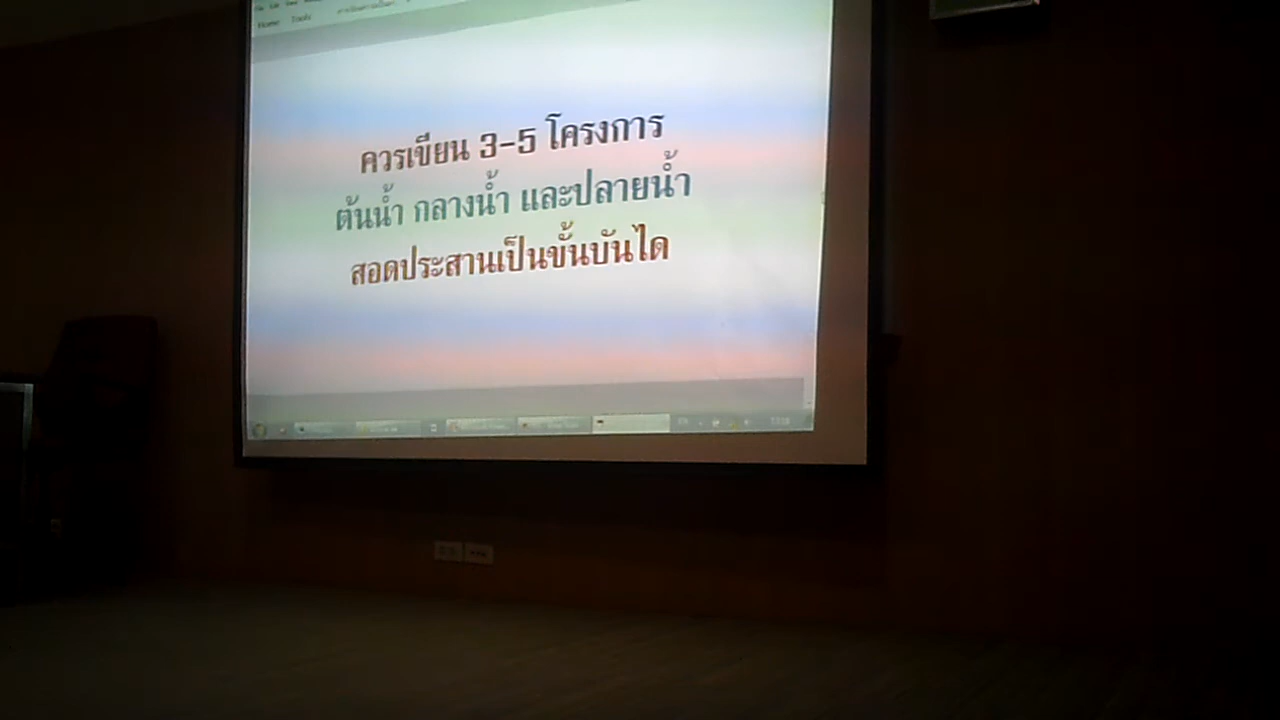 Home Tools
ควรเขียน 3-5 โครงการ
ต้นน้ำ กลางน้ำ และปลายน้ำ
สอดประสานเป็นขั้นบันได